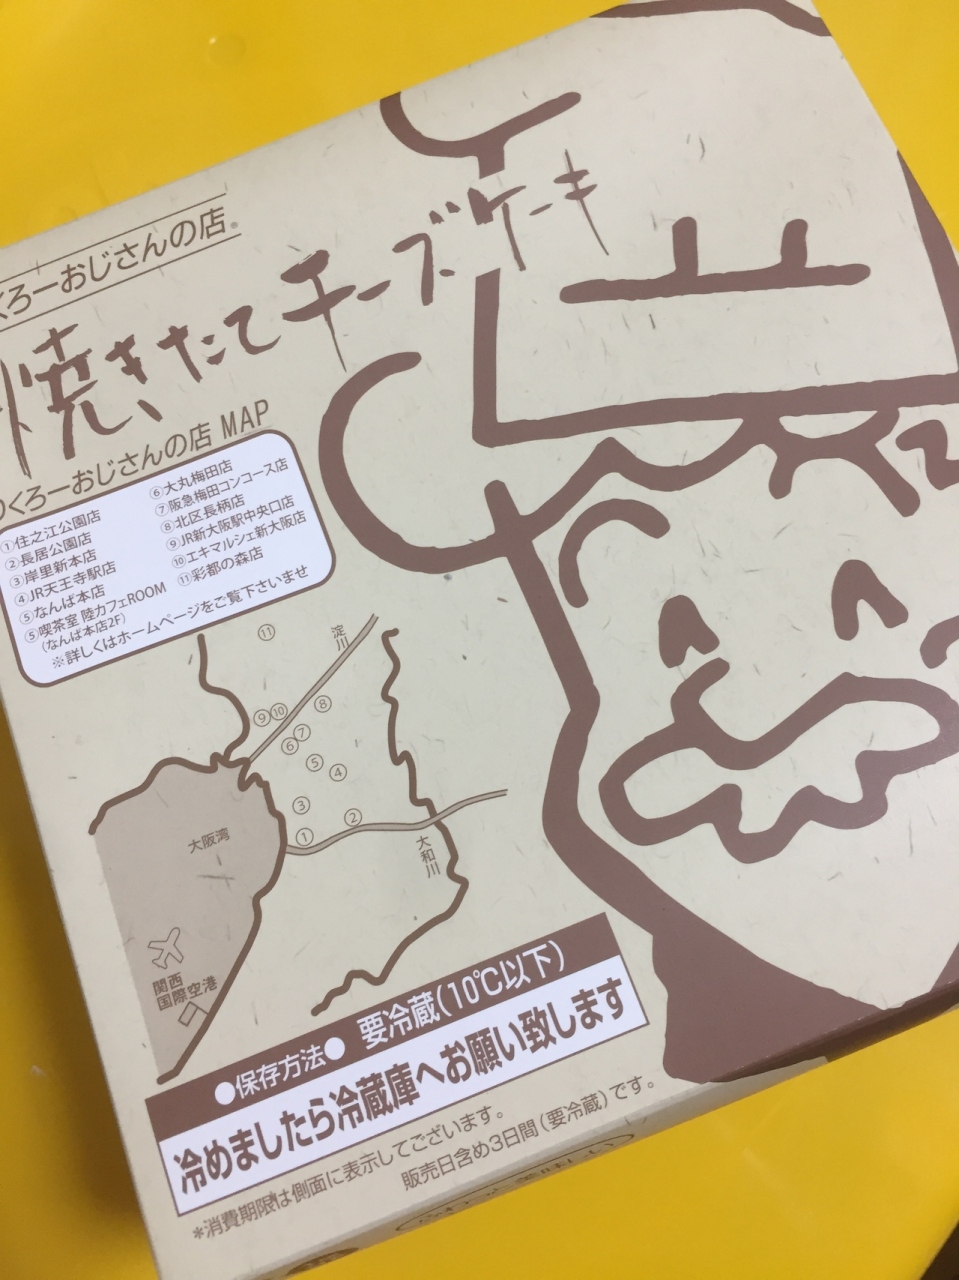 くろーおじさんの店®
焼きたてチーズケーキ
くろーおじさんの店 MAP
①住之江公園店
②長居公園店
③岸里新本店
④JR天王寺駅店
⑤なんば本店
⑤喫茶室 陸カフェROOM
(なんば本店2F)
⑥大丸梅田店
⑦阪急梅田コンコース店
⑧北区長柄店
⑨JR新大阪駅中央口店
⑩エキマルシェ新大阪店
⑪彩都の森店
※詳しくはホームページをご覧下さいませ
⑪
淀川
⑨⑩
⑧
⑦
⑥
⑤
④
③
②
①
大阪湾
大和川
関西
国際空港
●保存方法● 要冷蔵(10℃以下)
冷めましたら冷蔵庫へお願い致します
*消費期限は側面に表示してございます。
販売日含め3日間(要冷蔵)です。